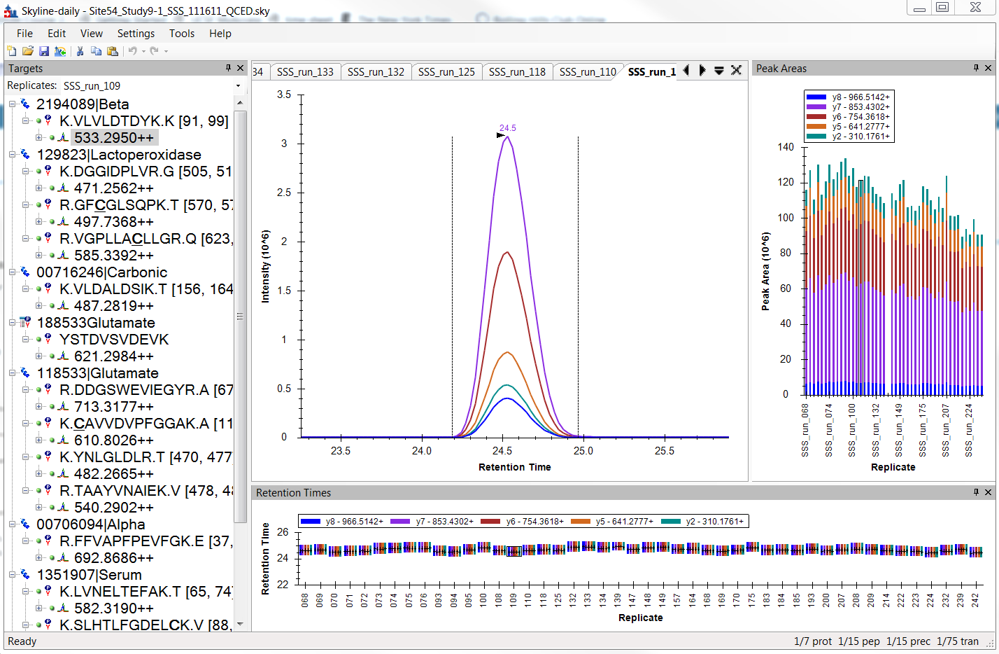 Skyline-daily - Site54_Study9-1_SSS_111611_QCED.sky
File Edit View Settings Tools Help
Targets
Replicates: SSS_run_109
2194089|Beta
K.VLVLDTDYK.K [91, 99]
533.2950++
129823|Lactoperoxidase
K.DGGIDPLVR.G [505, 51
471.2562++
R.GFCGLSQPK.T [570, 57
497.7368++
R.VGPLLACLLGR.Q [623,
585.3392++
00716246|Carbonic
K.VLDALDSIK.T [156, 164
487.2819++
188533Glutamate
YSTDVSVDEVK
621.2984++
118533|Glutamate
R.DDGSWEVIEGYR.A [67
713.3177++
K.CAVVDVPFGGAK.A [11
610.8026++
K.YNLGLDLR.T [470, 477
482.2665++
R.TAAYVNAIEK.V [478, 48
540.2902++
00706094|Alpha
R.FFVAPFPEVFGK.E [37,
692.8686++
1351907|Serum
K.LVNELTEFAK.T [65, 74]
582.3190++
K.SLHTLFGDELCK.V [88,
34 SSS_run_133 SSS_run_132 SSS_run_125 SSS_run_118 SSS_run_110 SSS_run_1
3.5
3
2.5
2
1.5
1
0.5
0
Intensity (10^6)
24.5
23.5 24.0 24.5 25.0 25.5
Retention Time
Peak Areas
y8 - 966.5142+
y7 - 853.4302+
y6 - 754.3618+
y5 - 641.2777+
y2 - 310.1761+
140
120
100
80
60
40
20
0
Peak Area (10^6)
SSS_run_068 SSS_run_074 SSS_run_100 SSS_run_132 SSS_run_149 SSS_run_175 SSS_run_207 SSS_run_224
Replicate
Retention Times
y8 - 966.5142+ y7 - 853.4302+ y6 - 754.3618+ y5 - 641.2777+ y2 - 310.1761+
26
24
22
Retention Time
068 069 070 071 072 073 074 075 076 093 094 095 100 108 109 110 118 125 132 133 134 139 147 148 149 157 164 168 169 170 175 183 184 185 193 200 207 208 209 214 222 223 224 232 239 242
Replicate
Ready
1/7 prot 1/15 pep 1/15 prec 1/75 tran